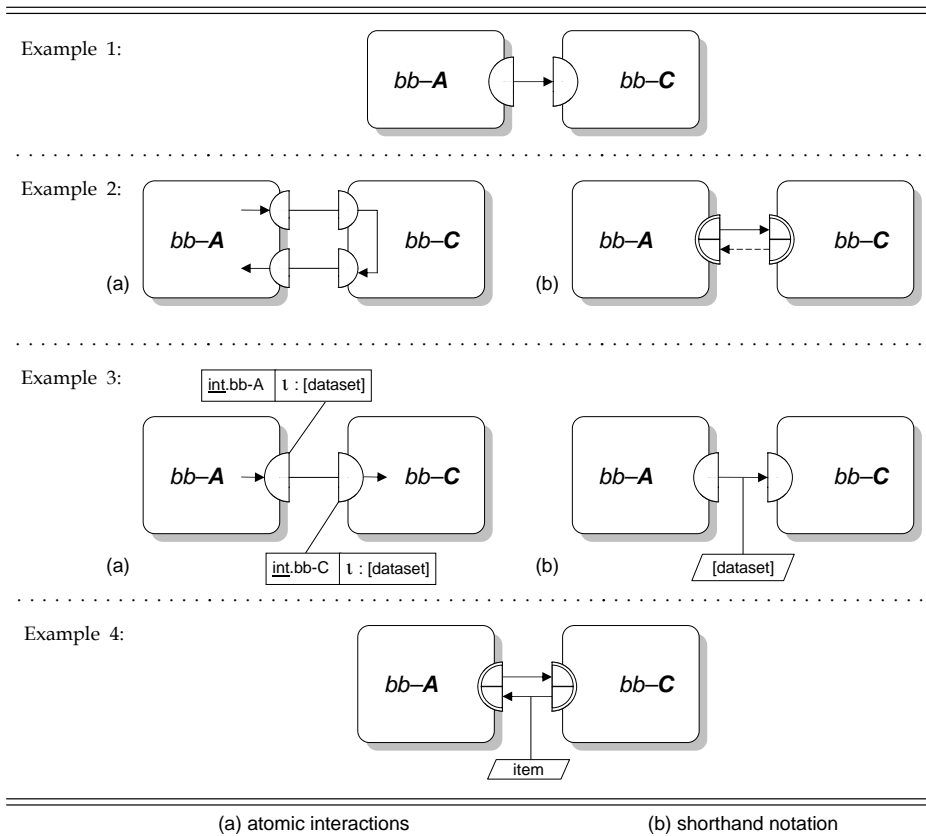 Example 1:
bb–A
bb–C
Example 2:
bb–A
bb–C
(a)
bb–A
bb–C
(b)
Example 3:
int.bb-A
ι : [dataset]
bb–A
bb–C
(a)
int.bb-C
ι : [dataset]
bb–A
bb–C
(b)
[dataset]
Example 4:
bb–A
bb–C
item
(a) atomic interactions
(b) shorthand notation